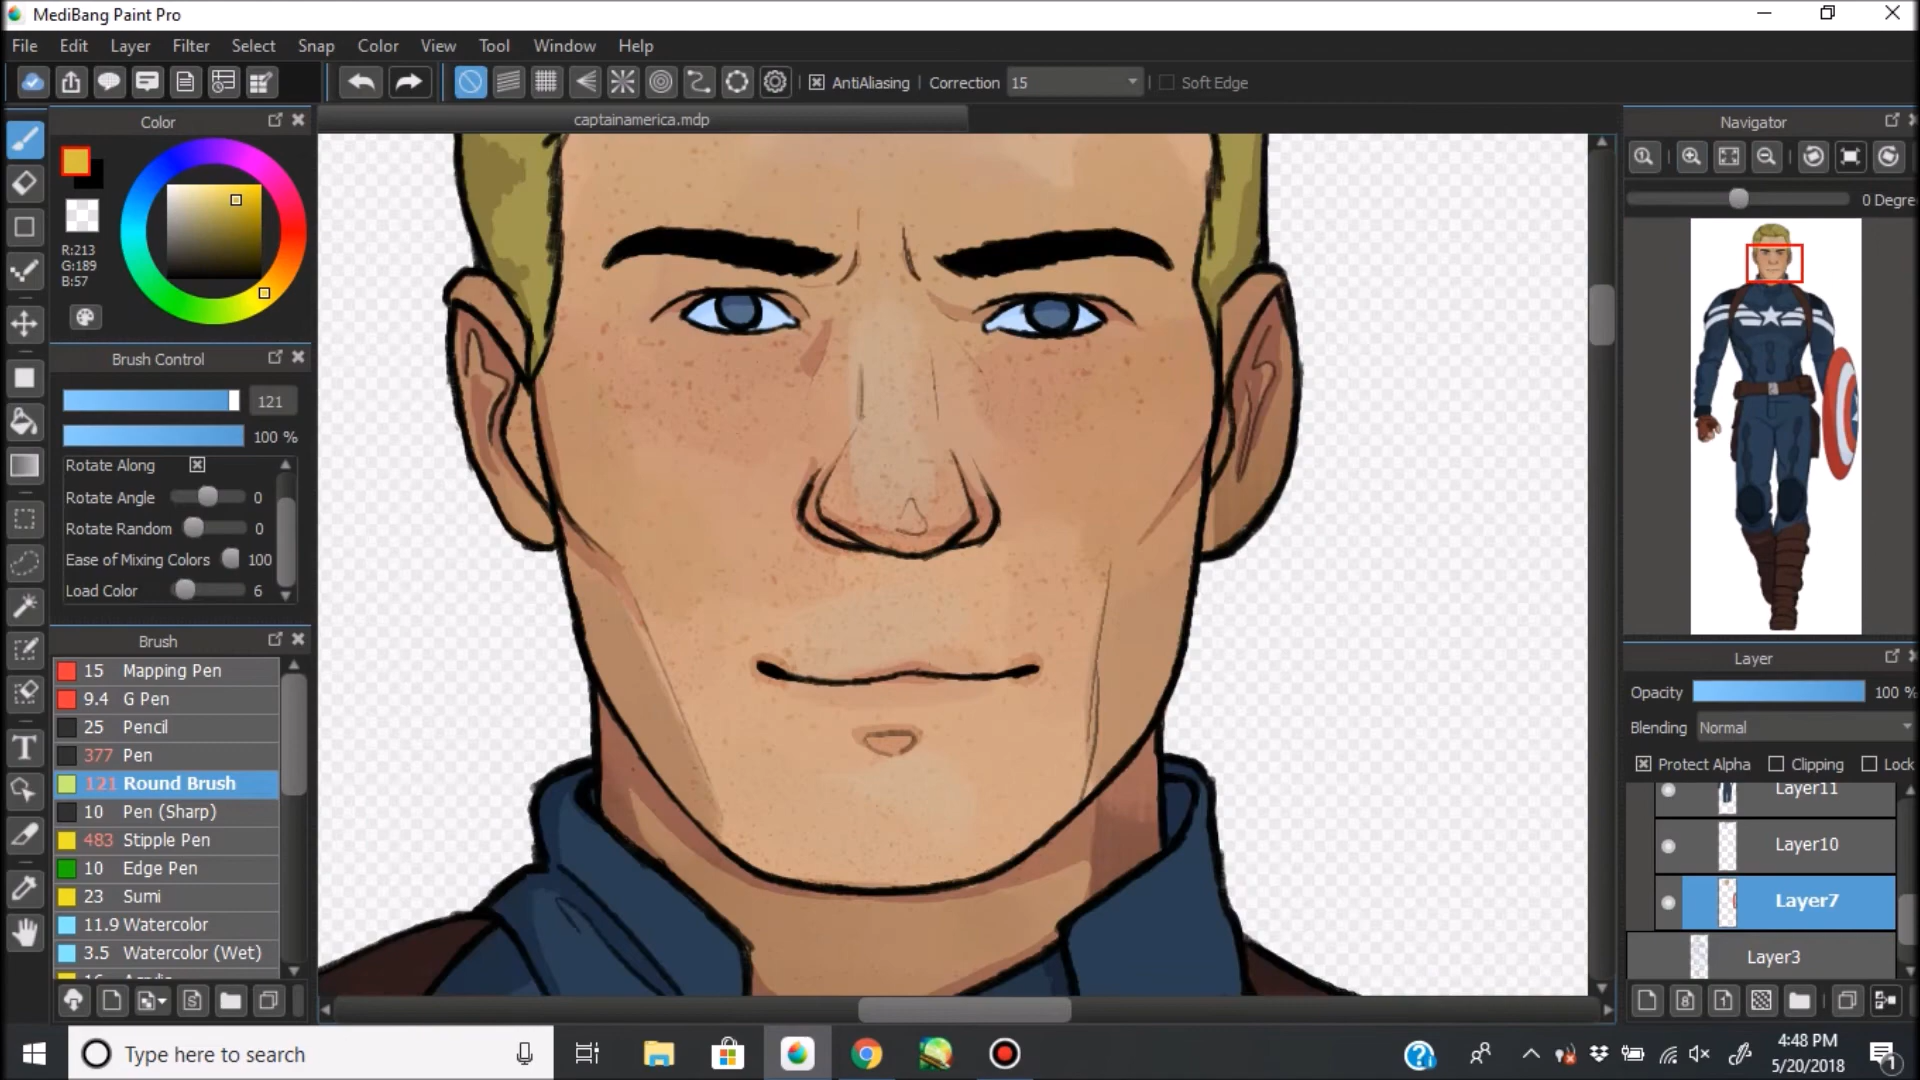 MediBang Paint Pro
File Edit Layer Filter Select Snap Color View Tool Window Help
AntiAliasing Correction 15 Soft Edge
Color
captainamerica.mdp
Navigator
0 Degre
R:213
G:189
B:57
Brush Control
121
100 %
Rotate Along
Rotate Angle 0
Rotate Random 0
Ease of Mixing Colors 100
Load Color 6
Brush
15 Mapping Pen
9.4 G Pen
25 Pencil
377 Pen
121 Round Brush
10 Pen (Sharp)
483 Stipple Pen
10 Edge Pen
23 Sumi
11.9 Watercolor
3.5 Watercolor (Wet)
Layer
Opacity 100 %
Blending Normal
Protect Alpha Clipping Lock
Layer11
Layer10
Layer7
Layer3
Type here to search
4:48 PM
5/20/2018
1